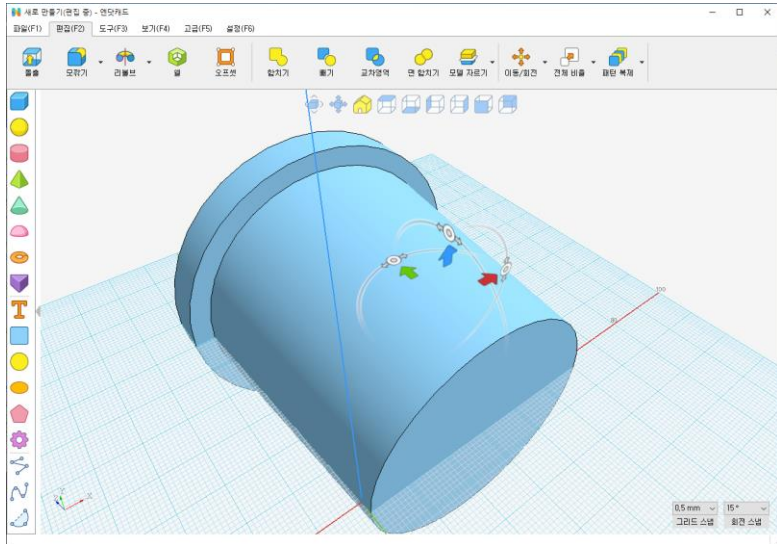 새로 만들기(편집 중) - 엔닷캐드
파일(F1) 편집(F2) 도구(F3) 보기(F4) 고급(F5) 설정(F6)
돌출 모깎기 리볼브 쉘 오프셋 합치기 빼기 교차영역 면 합치기 모델 자르기 이동/회전 전체 비율 패턴 복제
T
100
80
Z Y X
0,5 mm 15°
그리드 스냅 회전 스냅